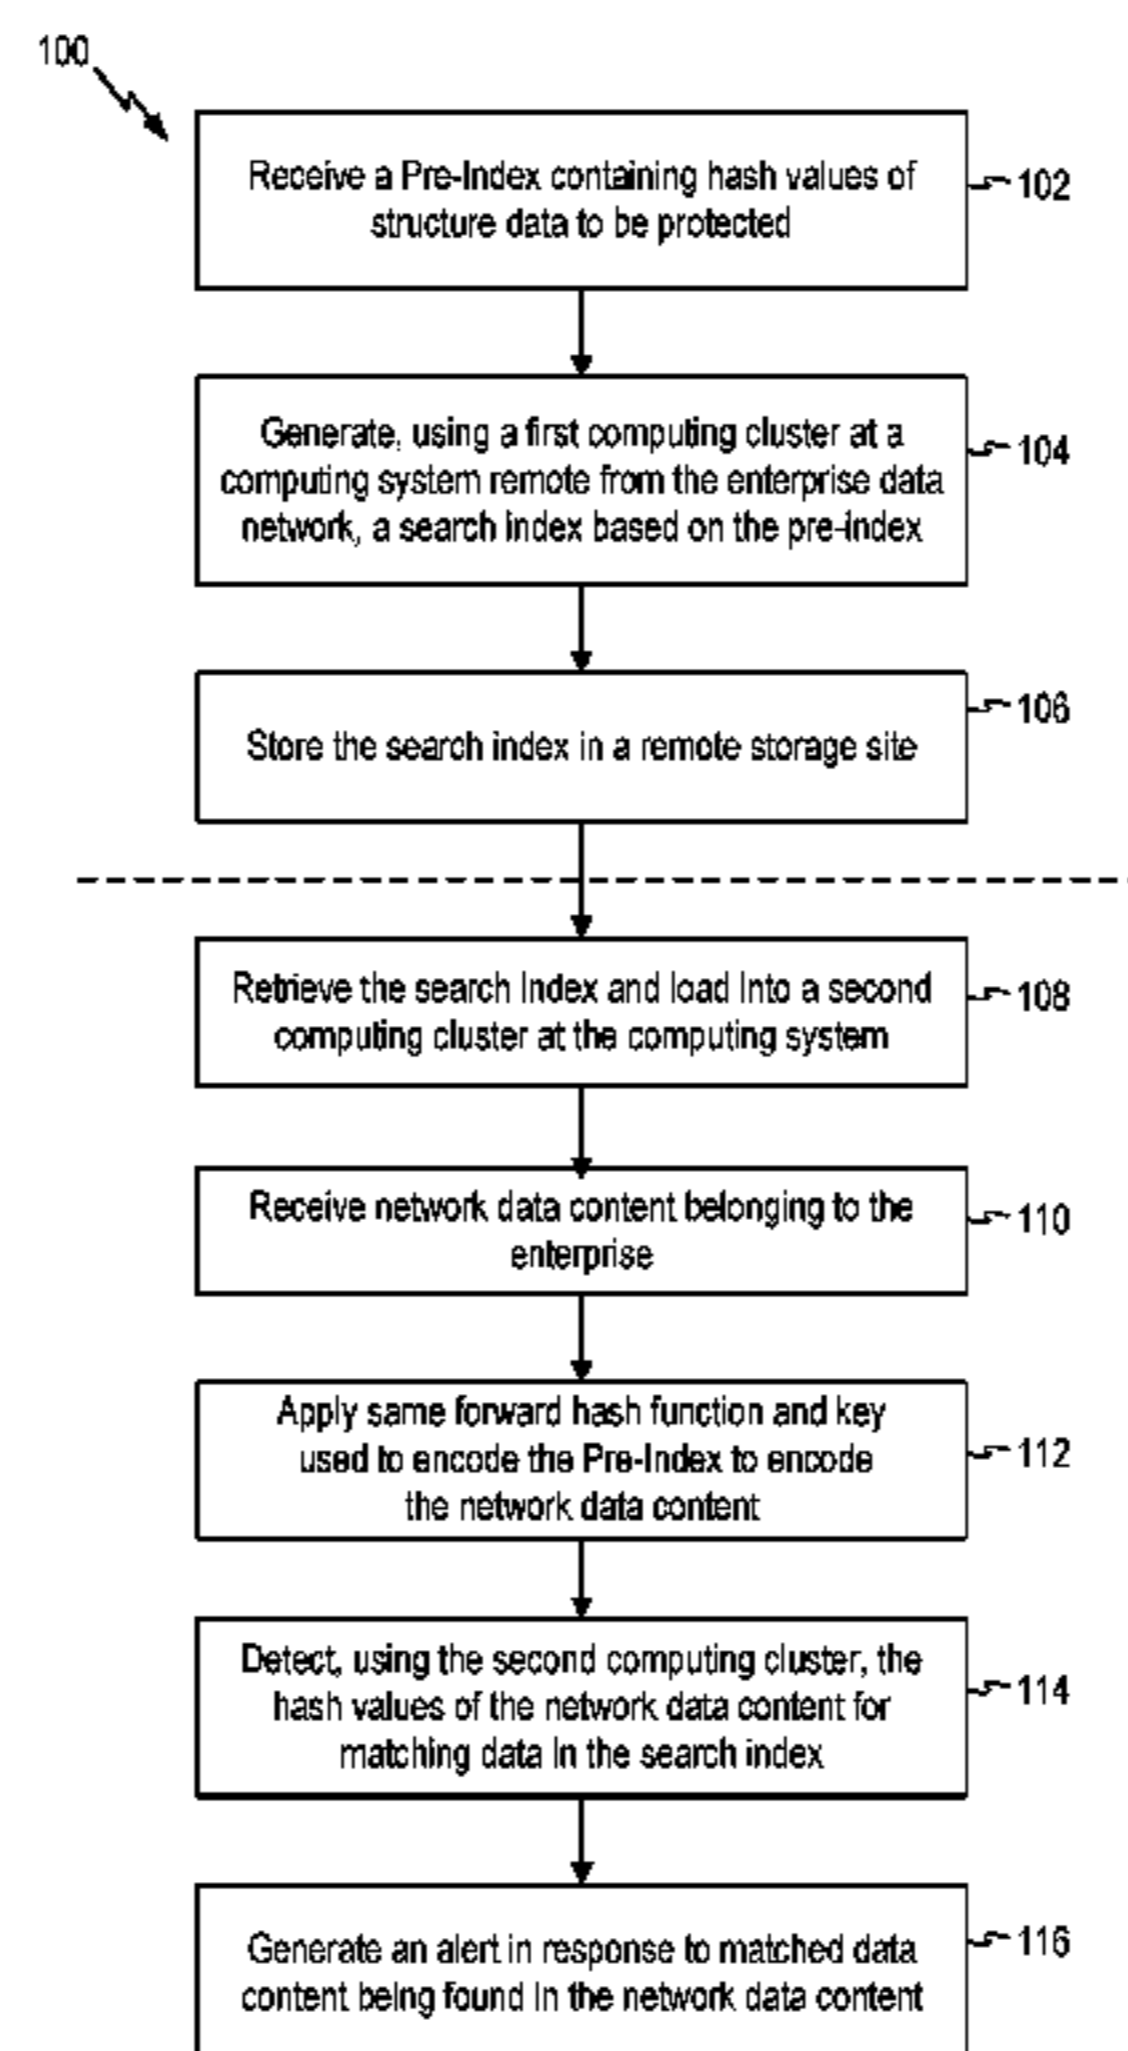 100
Receive a Pre-Index containing hash values of
structure data to be protected
102
Generate, using a first computing cluster at a
computing system remote from the enterprise data
network, a search index based on the pre-index
104
Store the search index in a remote storage site
106
Retrieve the search index and load into a second
computing cluster at the computing system
108
Receive network data content belonging to the
enterprise
110
Apply same forward hash function and key
used to encode the Pre-Index to encode
the network data content
112
Detect, using the second computing cluster, the
hash values of the network data content for
matching data in the search index
114
Generate an alert in response to matched data
content being found in the network data content
116